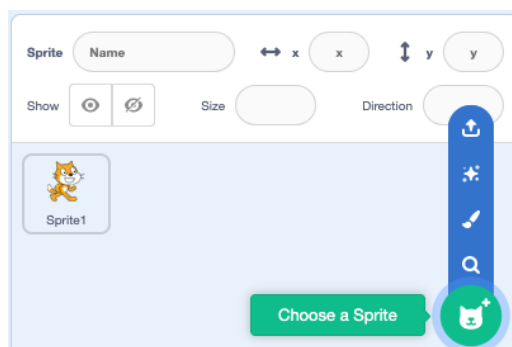 Sprite Name x x y y
Show Size Direction
Sprite1
Choose a Sprite